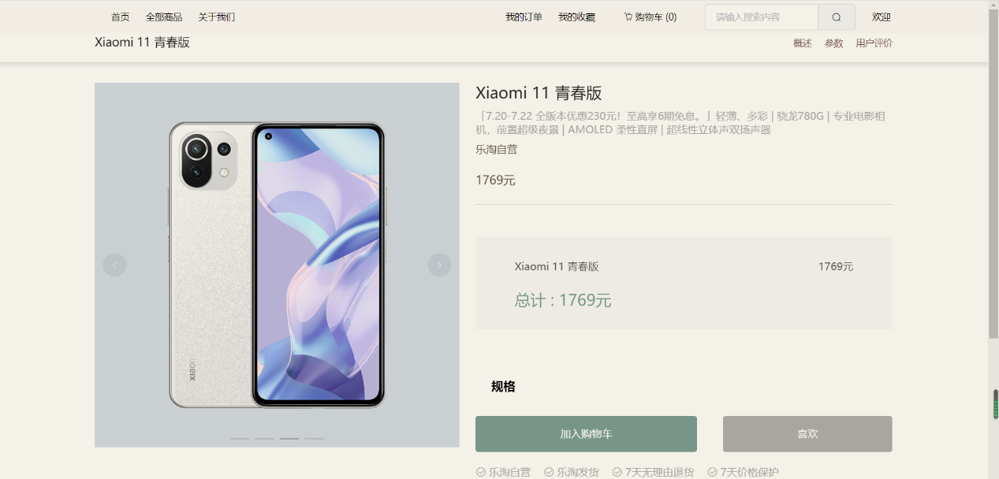 首页 全部商品 关于我们 我的订单 我的收藏 购物车 (0) 请输入搜索内容 欢迎
Xiaomi 11 青春版 概述 参数 用户评价
Xiaomi 11 青春版
「7.20-7.22 全版本优惠230元！至高享6期免息。」轻薄、多彩 | 骁龙780G | 专业电影相
机，前置超级夜景 | AMOLED 柔性直屏 | 超线性立体声双扬声器
乐淘自营
1769元
Xiaomi 11 青春版 1769元
总计 : 1769元
xiaomi
规格
加入购物车 喜欢
乐淘自营 乐淘发货 7天无理由退货 7天价格保护